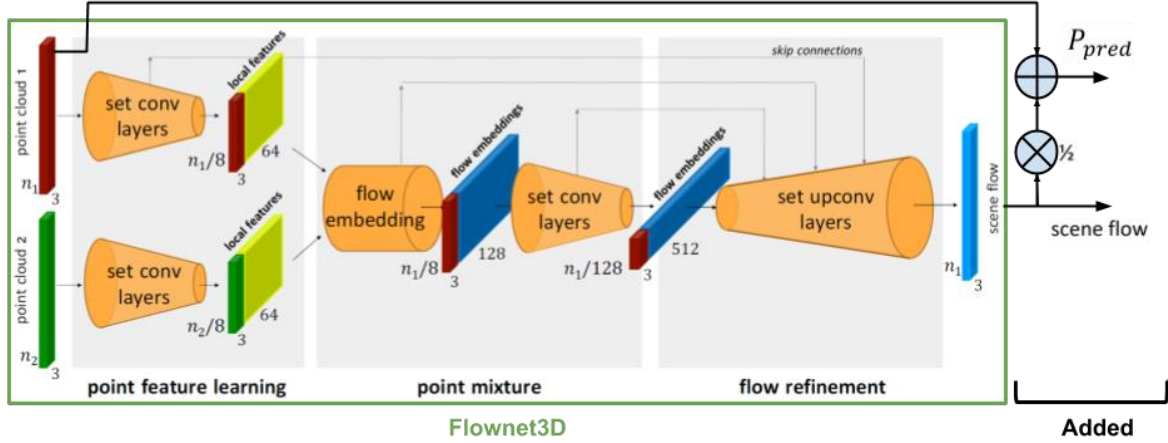 point cloud 1
n₁
3
set conv
layers
local features
n₁/8
64
3
point cloud 2
n₂
3
set conv
layers
local features
n₂/8
64
3
point feature learning
flow
embedding
flow embeddings
n₁/8
128
3
set conv
layers
point mixture
flow embeddings
n₁/128
512
3
skip connections
set upconv
layers
flow refinement
scene flow
n₁
3
P_pred
½
scene flow
Flownet3D
Added